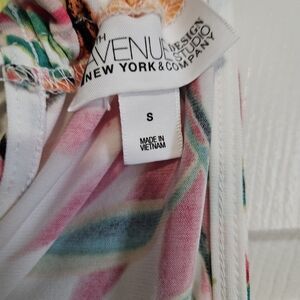 TH
AVENUE
DESIGN
STUDIO
NEW YORK & COMPANY
S
MADE IN
VIETNAM